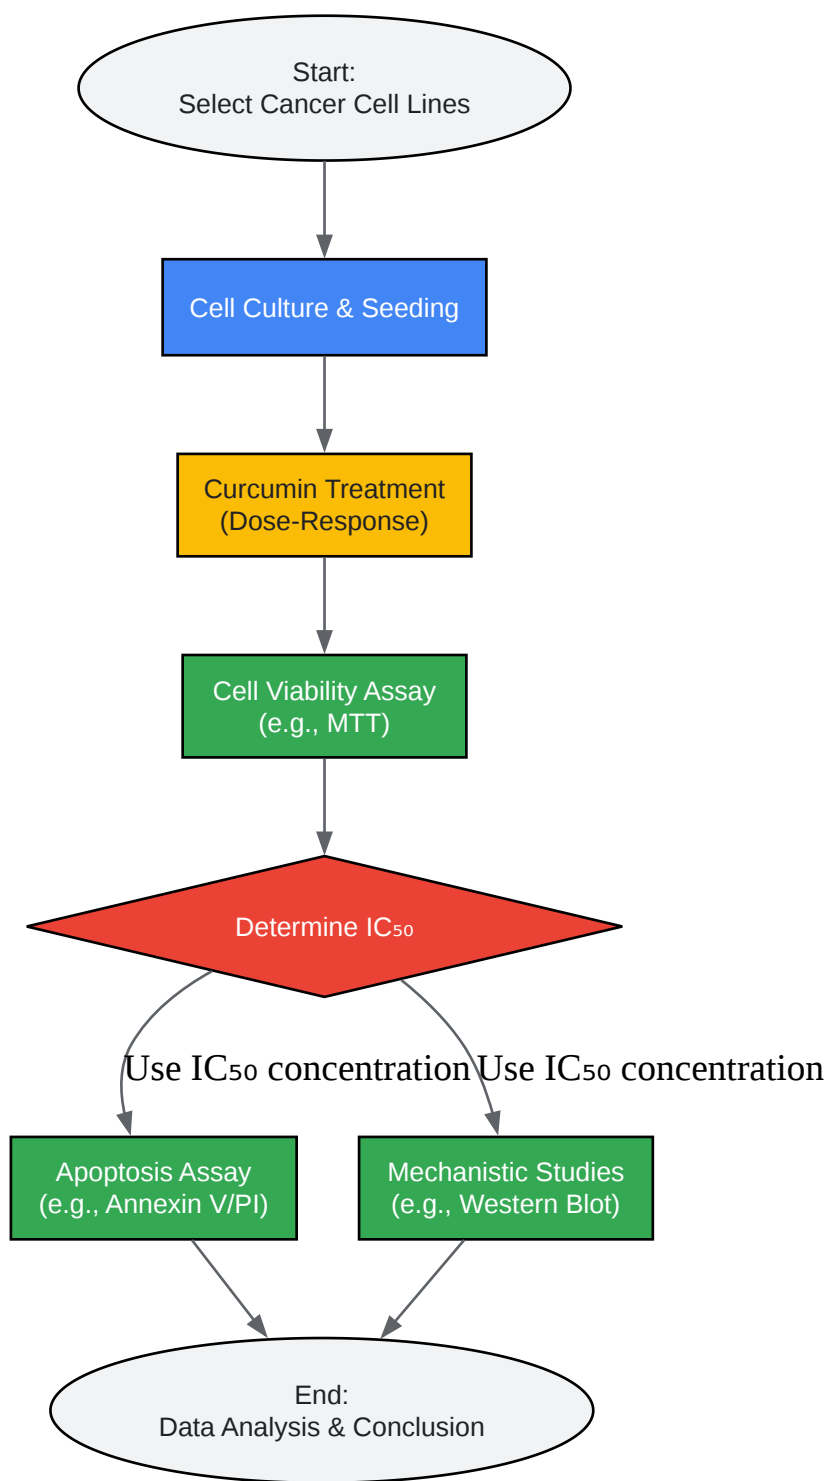 Start:
Select Cancer Cell Lines
Cell Culture & Seeding
Curcumin Treatment
(Dose-Response)
Cell Viability Assay
(e.g., MTT)
Determine IC₅₀
Use IC₅₀ concentration
Use IC₅₀ concentration
Apoptosis Assay
(e.g., Annexin V/PI)
Mechanistic Studies
(e.g., Western Blot)
End:
Data Analysis & Conclusion